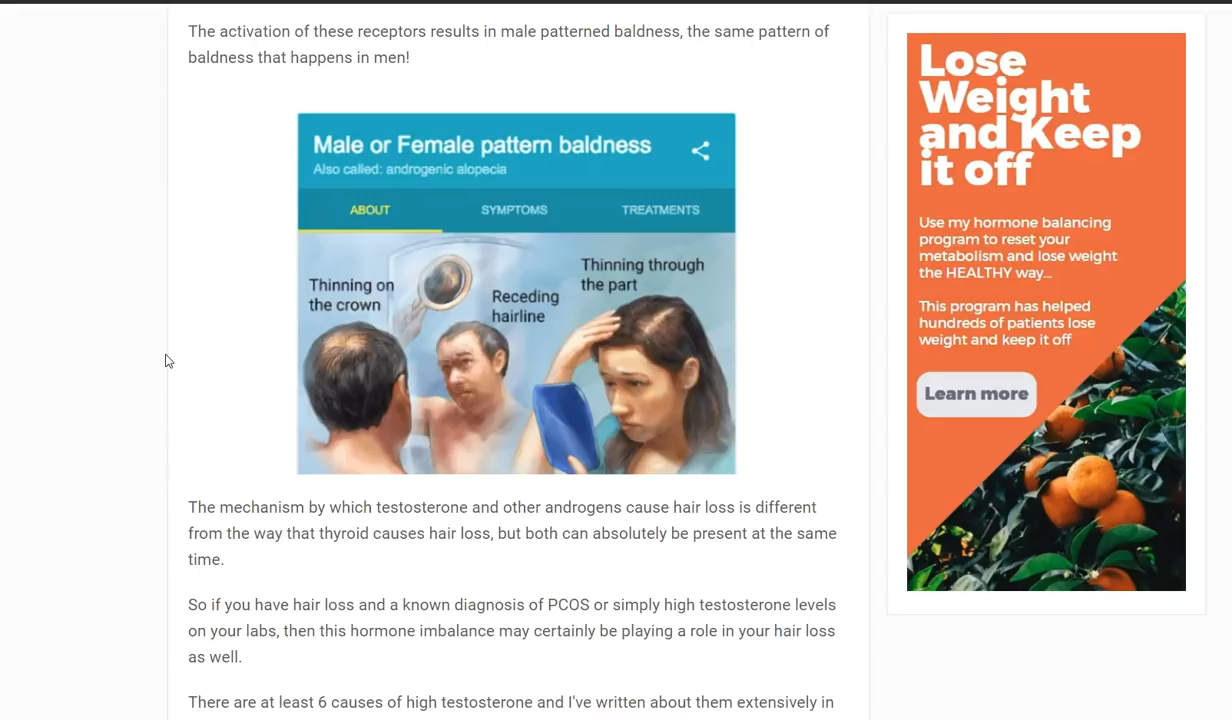 The activation of these receptors results in male patterned baldness, the same pattern of
baldness that happens in men!
Male or Female pattern baldness
Also called: androgenic alopecia
ABOUT
SYMPTOMS
TREATMENTS
Thinning on
the crown
Receding
hairline
Thinning through
the part
The mechanism by which testosterone and other androgens cause hair loss is different
from the way that thyroid causes hair loss, but both can absolutely be present at the same
time.
So if you have hair loss and a known diagnosis of PCOS or simply high testosterone levels
on your labs, then this hormone imbalance may certainly be playing a role in your hair loss
as well.
There are at least 6 causes of high testosterone and I've written about them extensively in
Lose
Weight
and Keep
it off
Use my hormone balancing
program to reset your
metabolism and lose weight
the HEALTHY way...
This program has helped
hundreds of patients lose
weight and keep it off
Learn more